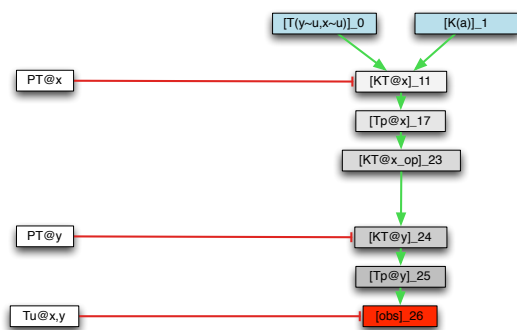 [T(y~u,x~u)]_0
[K(a)]_1
PT@x
[KT@x]_11
[Tp@x]_17
[KT@x_op]_23
PT@y
[KT@y]_24
[Tp@y]_25
Tu@x,y
[obs]_26